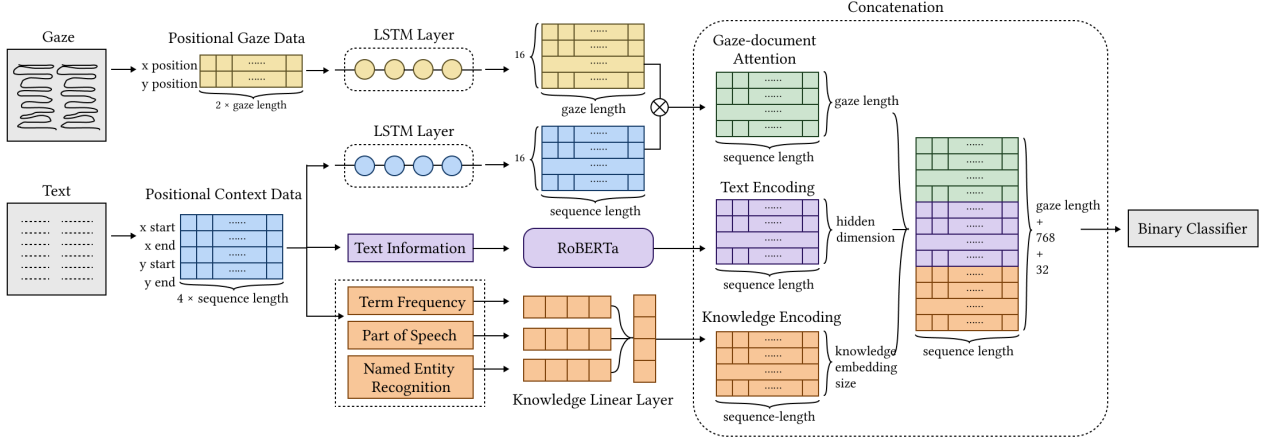 Concatenation
Gaze
Positional Gaze Data
x position
y position
......
......
2 × gaze length
LSTM Layer
16
......
......
......
......
gaze length
LSTM Layer
16
......
......
......
......
sequence length
Text
Positional Context Data
x start
x end
y start
y end
......
......
......
......
4 × sequence length
Text Information
RoBERTa
Term Frequency
Part of Speech
Named Entity
Recognition
Knowledge Linear Layer
Gaze-document
Attention
......
......
......
......
gaze length
sequence length
Text Encoding
......
......
......
......
hidden
dimension
sequence length
Knowledge Encoding
......
......
......
......
knowledge
embedding
size
sequence-length
......
......
......
......
......
......
......
......
......
......
......
......
gaze length
+
768
+
32
sequence length
Binary Classifier